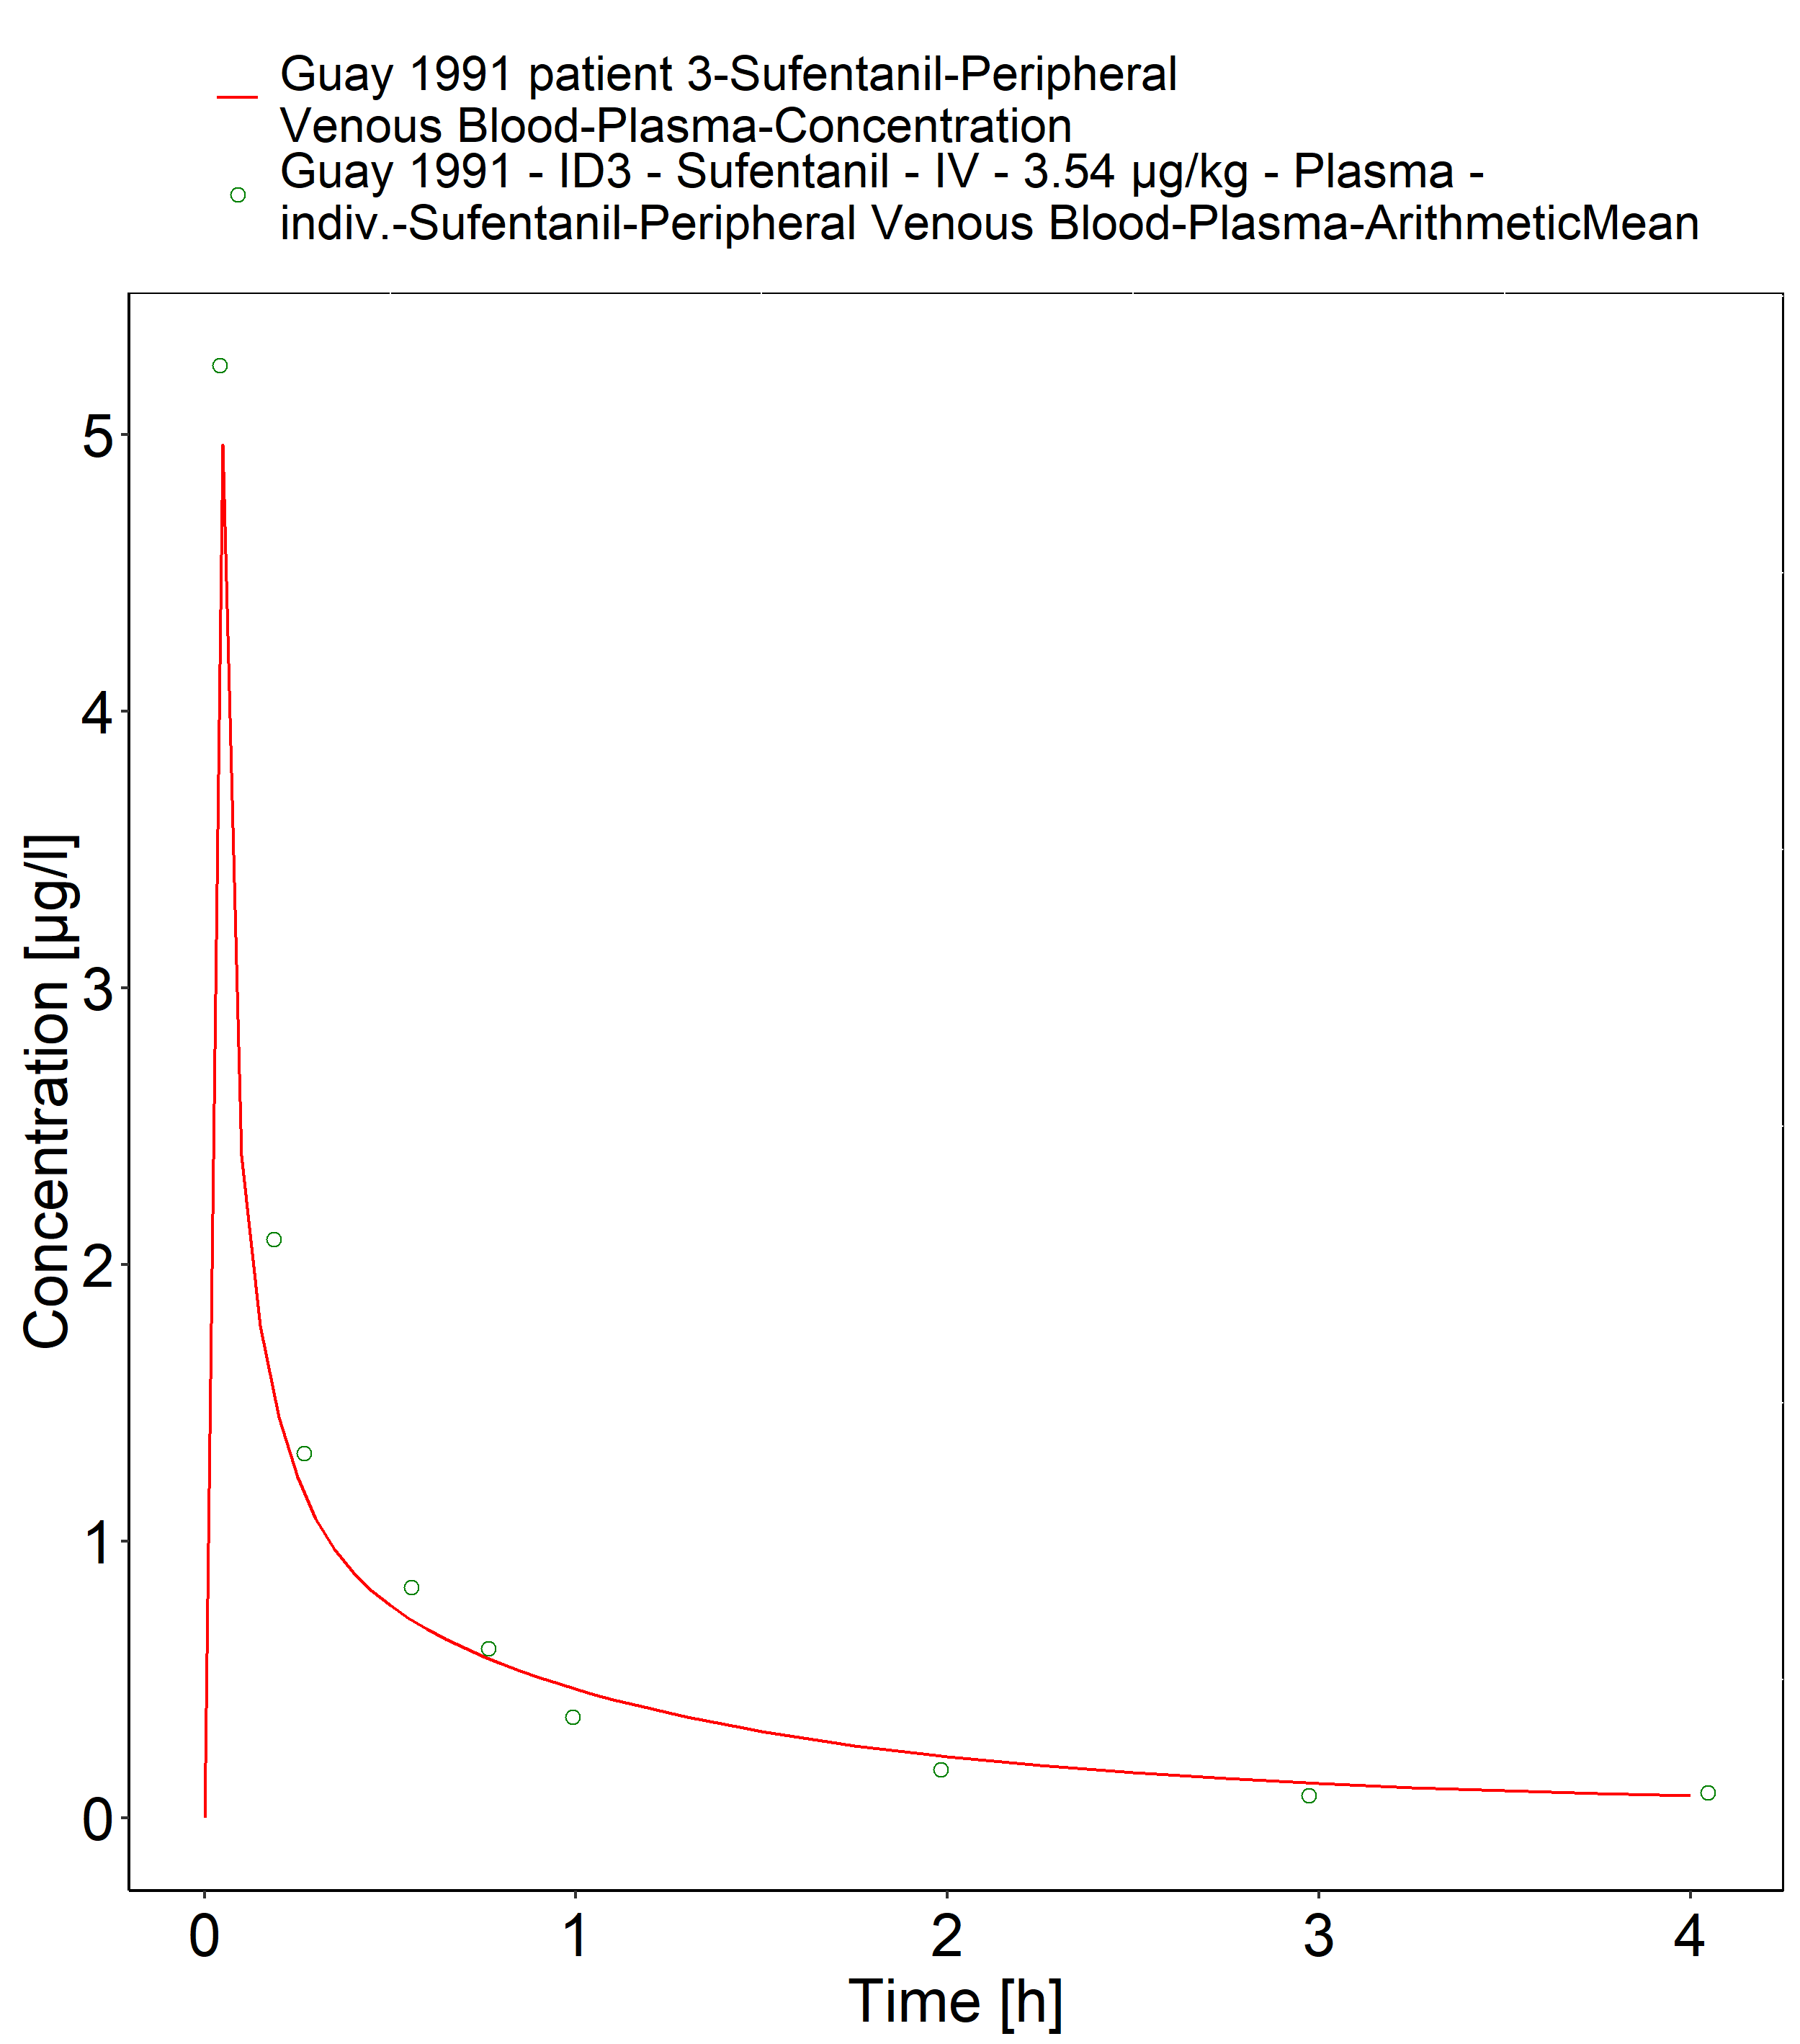 Guay 1991 patient 3-Sufentanil-Peripheral
Venous Blood-Plasma-Concentration
Guay 1991 - ID3 - Sufentanil - IV - 3.54 µg/kg - Plasma -
indiv.-Sufentanil-Peripheral Venous Blood-Plasma-ArithmeticMean
Concentration [µg/l]
5
4
3
2
1
0
0 1 2 3 4
Time [h]